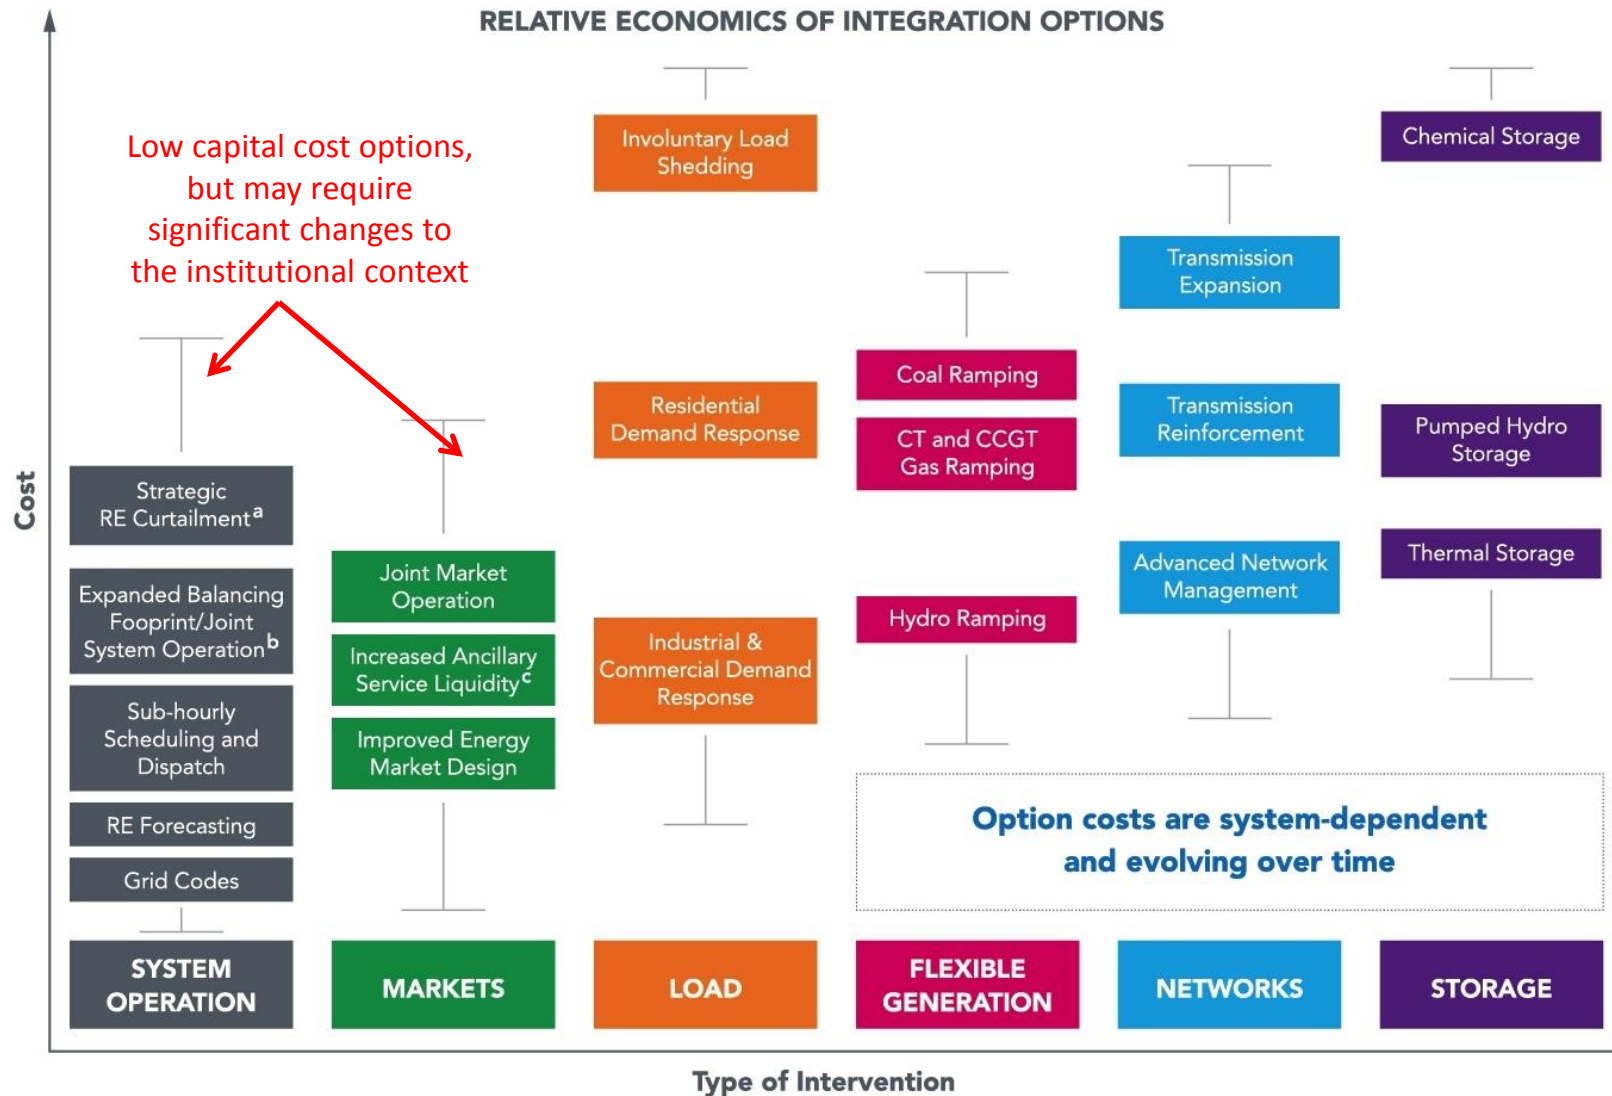 RELATIVE ECONOMICS OF INTEGRATION OPTIONS
Low capital cost options,
but may require
significant changes to
the institutional context
Cost
Strategic
RE Curtailment a
Expanded Balancing
Fooprint/Joint
System Operation b
Sub-hourly
Scheduling and
Dispatch
RE Forecasting
Grid Codes
SYSTEM
OPERATION
Joint Market
Operation
Increased Ancillary
Service Liquidity c
Improved Energy
Market Design
MARKETS
Involuntary Load
Shedding
Residential
Demand Response
Industrial &
Commercial Demand
Response
LOAD
Coal Ramping
CT and CCGT
Gas Ramping
Hydro Ramping
FLEXIBLE
GENERATION
Transmission
Expansion
Transmission
Reinforcement
Advanced Network
Management
NETWORKS
Chemical Storage
Pumped Hydro
Storage
Thermal Storage
STORAGE
Option costs are system-dependent
and evolving over time
Type of Intervention